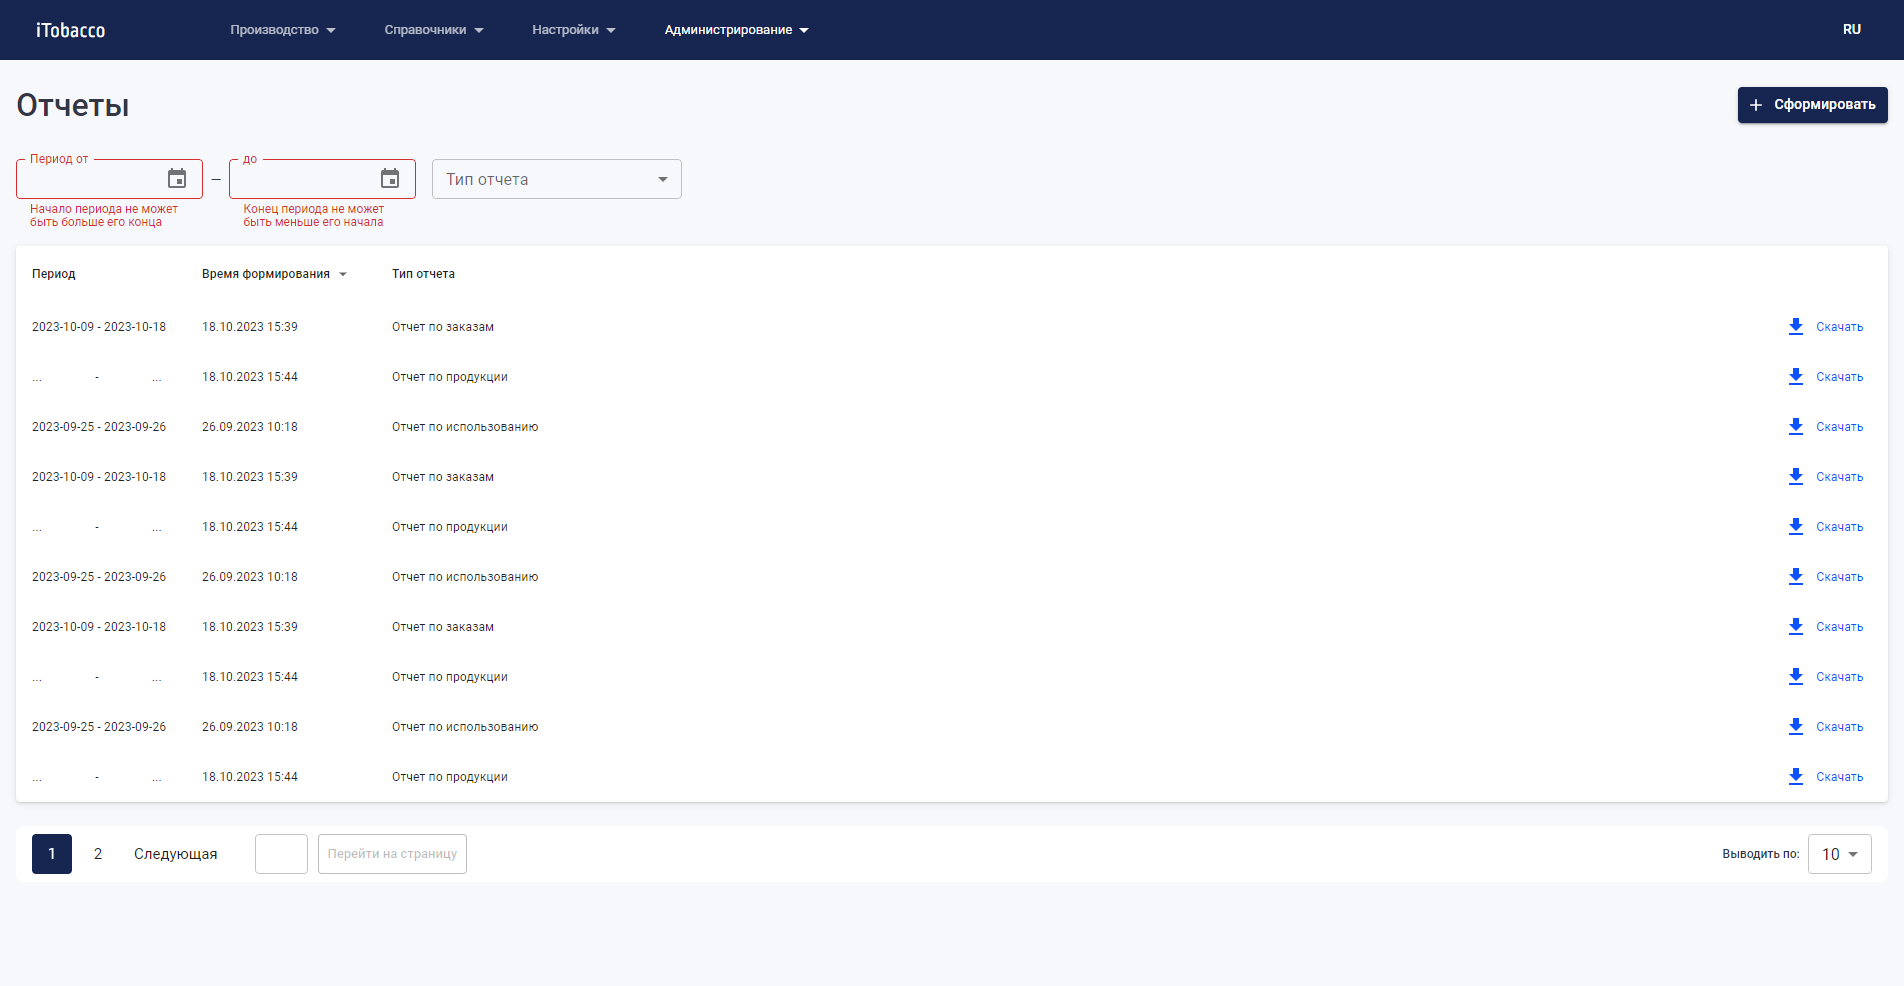 iTobacco
Производство
Справочники
Настройки
Администрирование
RU
Отчеты
+ Сформировать
Период от
–
до
Тип отчета
Начало периода не может
быть больше его конца
Конец периода не может
быть меньше его начала
Период Время формирования Тип отчета
2023-10-09 - 2023-10-18 18.10.2023 15:39 Отчет по заказам Скачать
... - ... 18.10.2023 15:44 Отчет по продукции Скачать
2023-09-25 - 2023-09-26 26.09.2023 10:18 Отчет по использованию Скачать
2023-10-09 - 2023-10-18 18.10.2023 15:39 Отчет по заказам Скачать
... - ... 18.10.2023 15:44 Отчет по продукции Скачать
2023-09-25 - 2023-09-26 26.09.2023 10:18 Отчет по использованию Скачать
2023-10-09 - 2023-10-18 18.10.2023 15:39 Отчет по заказам Скачать
... - ... 18.10.2023 15:44 Отчет по продукции Скачать
2023-09-25 - 2023-09-26 26.09.2023 10:18 Отчет по использованию Скачать
... - ... 18.10.2023 15:44 Отчет по продукции Скачать
1 2 Следующая Перейти на страницу Выводить по: 10